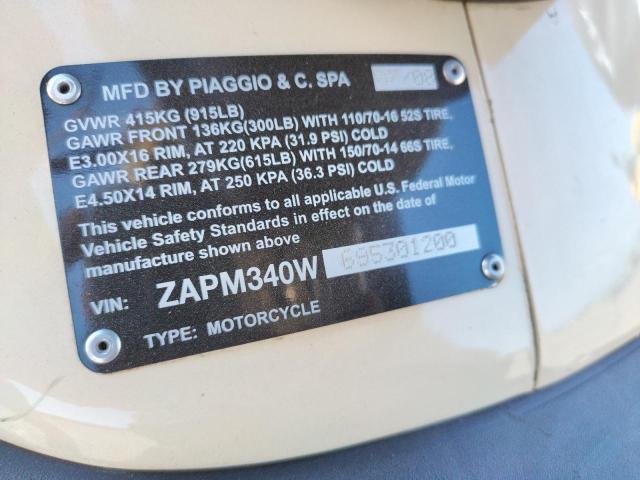 MFD BY PIAGGIO & C. SPA 07/08
GVWR 415KG (915LB)
GAWR FRONT 136KG(300LB) WITH 110/70-16 52S TIRE,
E3.00X16 RIM, AT 220 KPA (31.9 PSI) COLD
GAWR REAR 279KG(615LB) WITH 150/70-14 66S TIRE,
E4.50X14 RIM, AT 250 KPA (36.3 PSI) COLD
This vehicle conforms to all applicable U.S. Federal Motor
Vehicle Safety Standards in effect on the date of
manufacture shown above
VIN: ZAPM340W695301200
TYPE: MOTORCYCLE